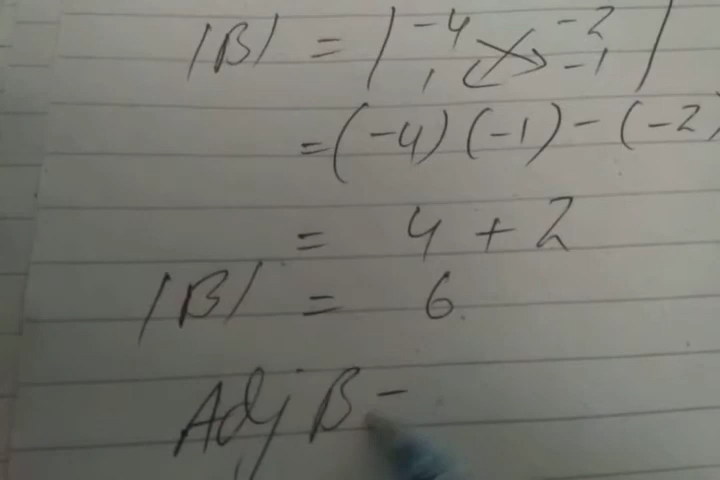 |B| = | -4 -2
1 -1 |
= (-4) (-1) - (-2)
= 4 + 2
|B| = 6
Adj B =